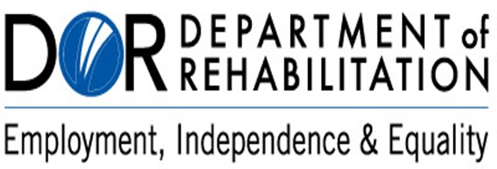 DOR DEPARTMENT of
REHABILITATION
Employment, Independence & Equality